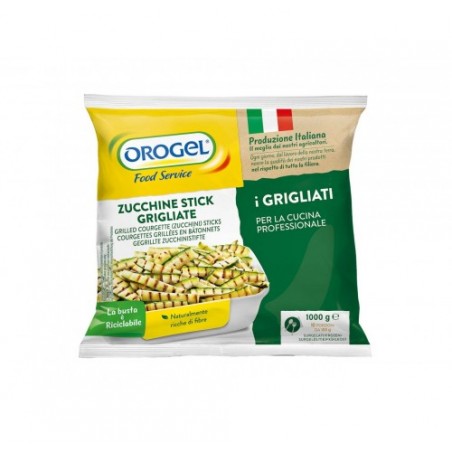 OROGEL
Food Service
ZUCCHINE STICK
GRIGLIATE
GRILLED COURGETTE (ZUCCHINI) STICKS
COURGETTES GRILLÉES EN BÂTONNETS
GEGRILLTE ZUCCHINISTIFTE
La busta
è
Riciclabile
Naturalmente
ricche di fibre
Produzione Italiana
Il meglio dai nostri agricoltori.
nel rispetto di tutta la filiera.
i GRIGLIATI
PER LA CUCINA
PROFESSIONALE
1000 g e